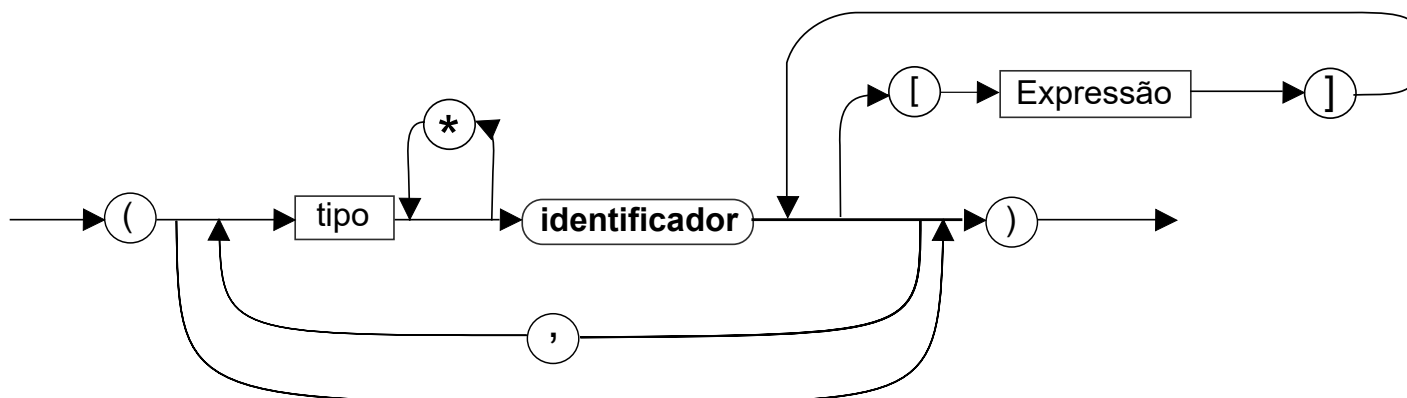 [ Expressão ]
*
( tipo identificador )
,